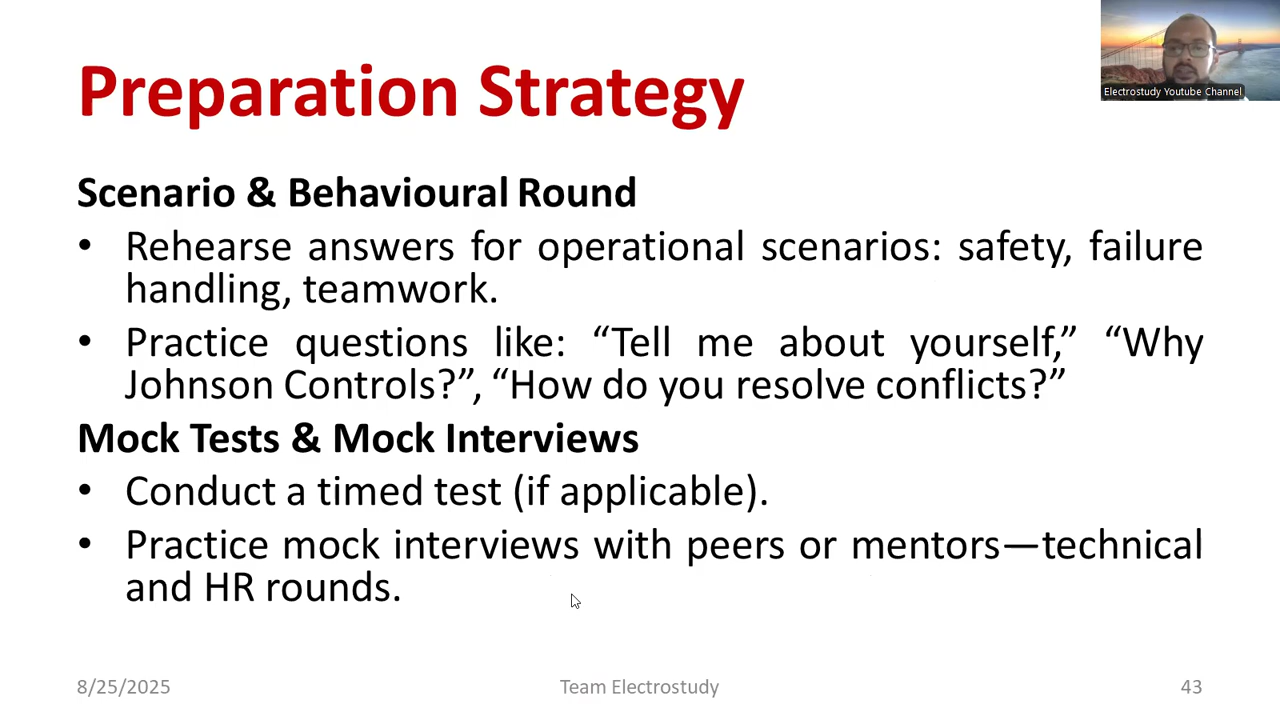 Preparation Strategy
Electrostudy Youtube Channel
Scenario & Behavioural Round
• Rehearse answers for operational scenarios: safety, failure
handling, teamwork.
• Practice questions like: “Tell me about yourself,” “Why
Johnson Controls?”, “How do you resolve conflicts?”
Mock Tests & Mock Interviews
• Conduct a timed test (if applicable).
• Practice mock interviews with peers or mentors—technical
and HR rounds.
8/25/2025
Team Electrostudy
43